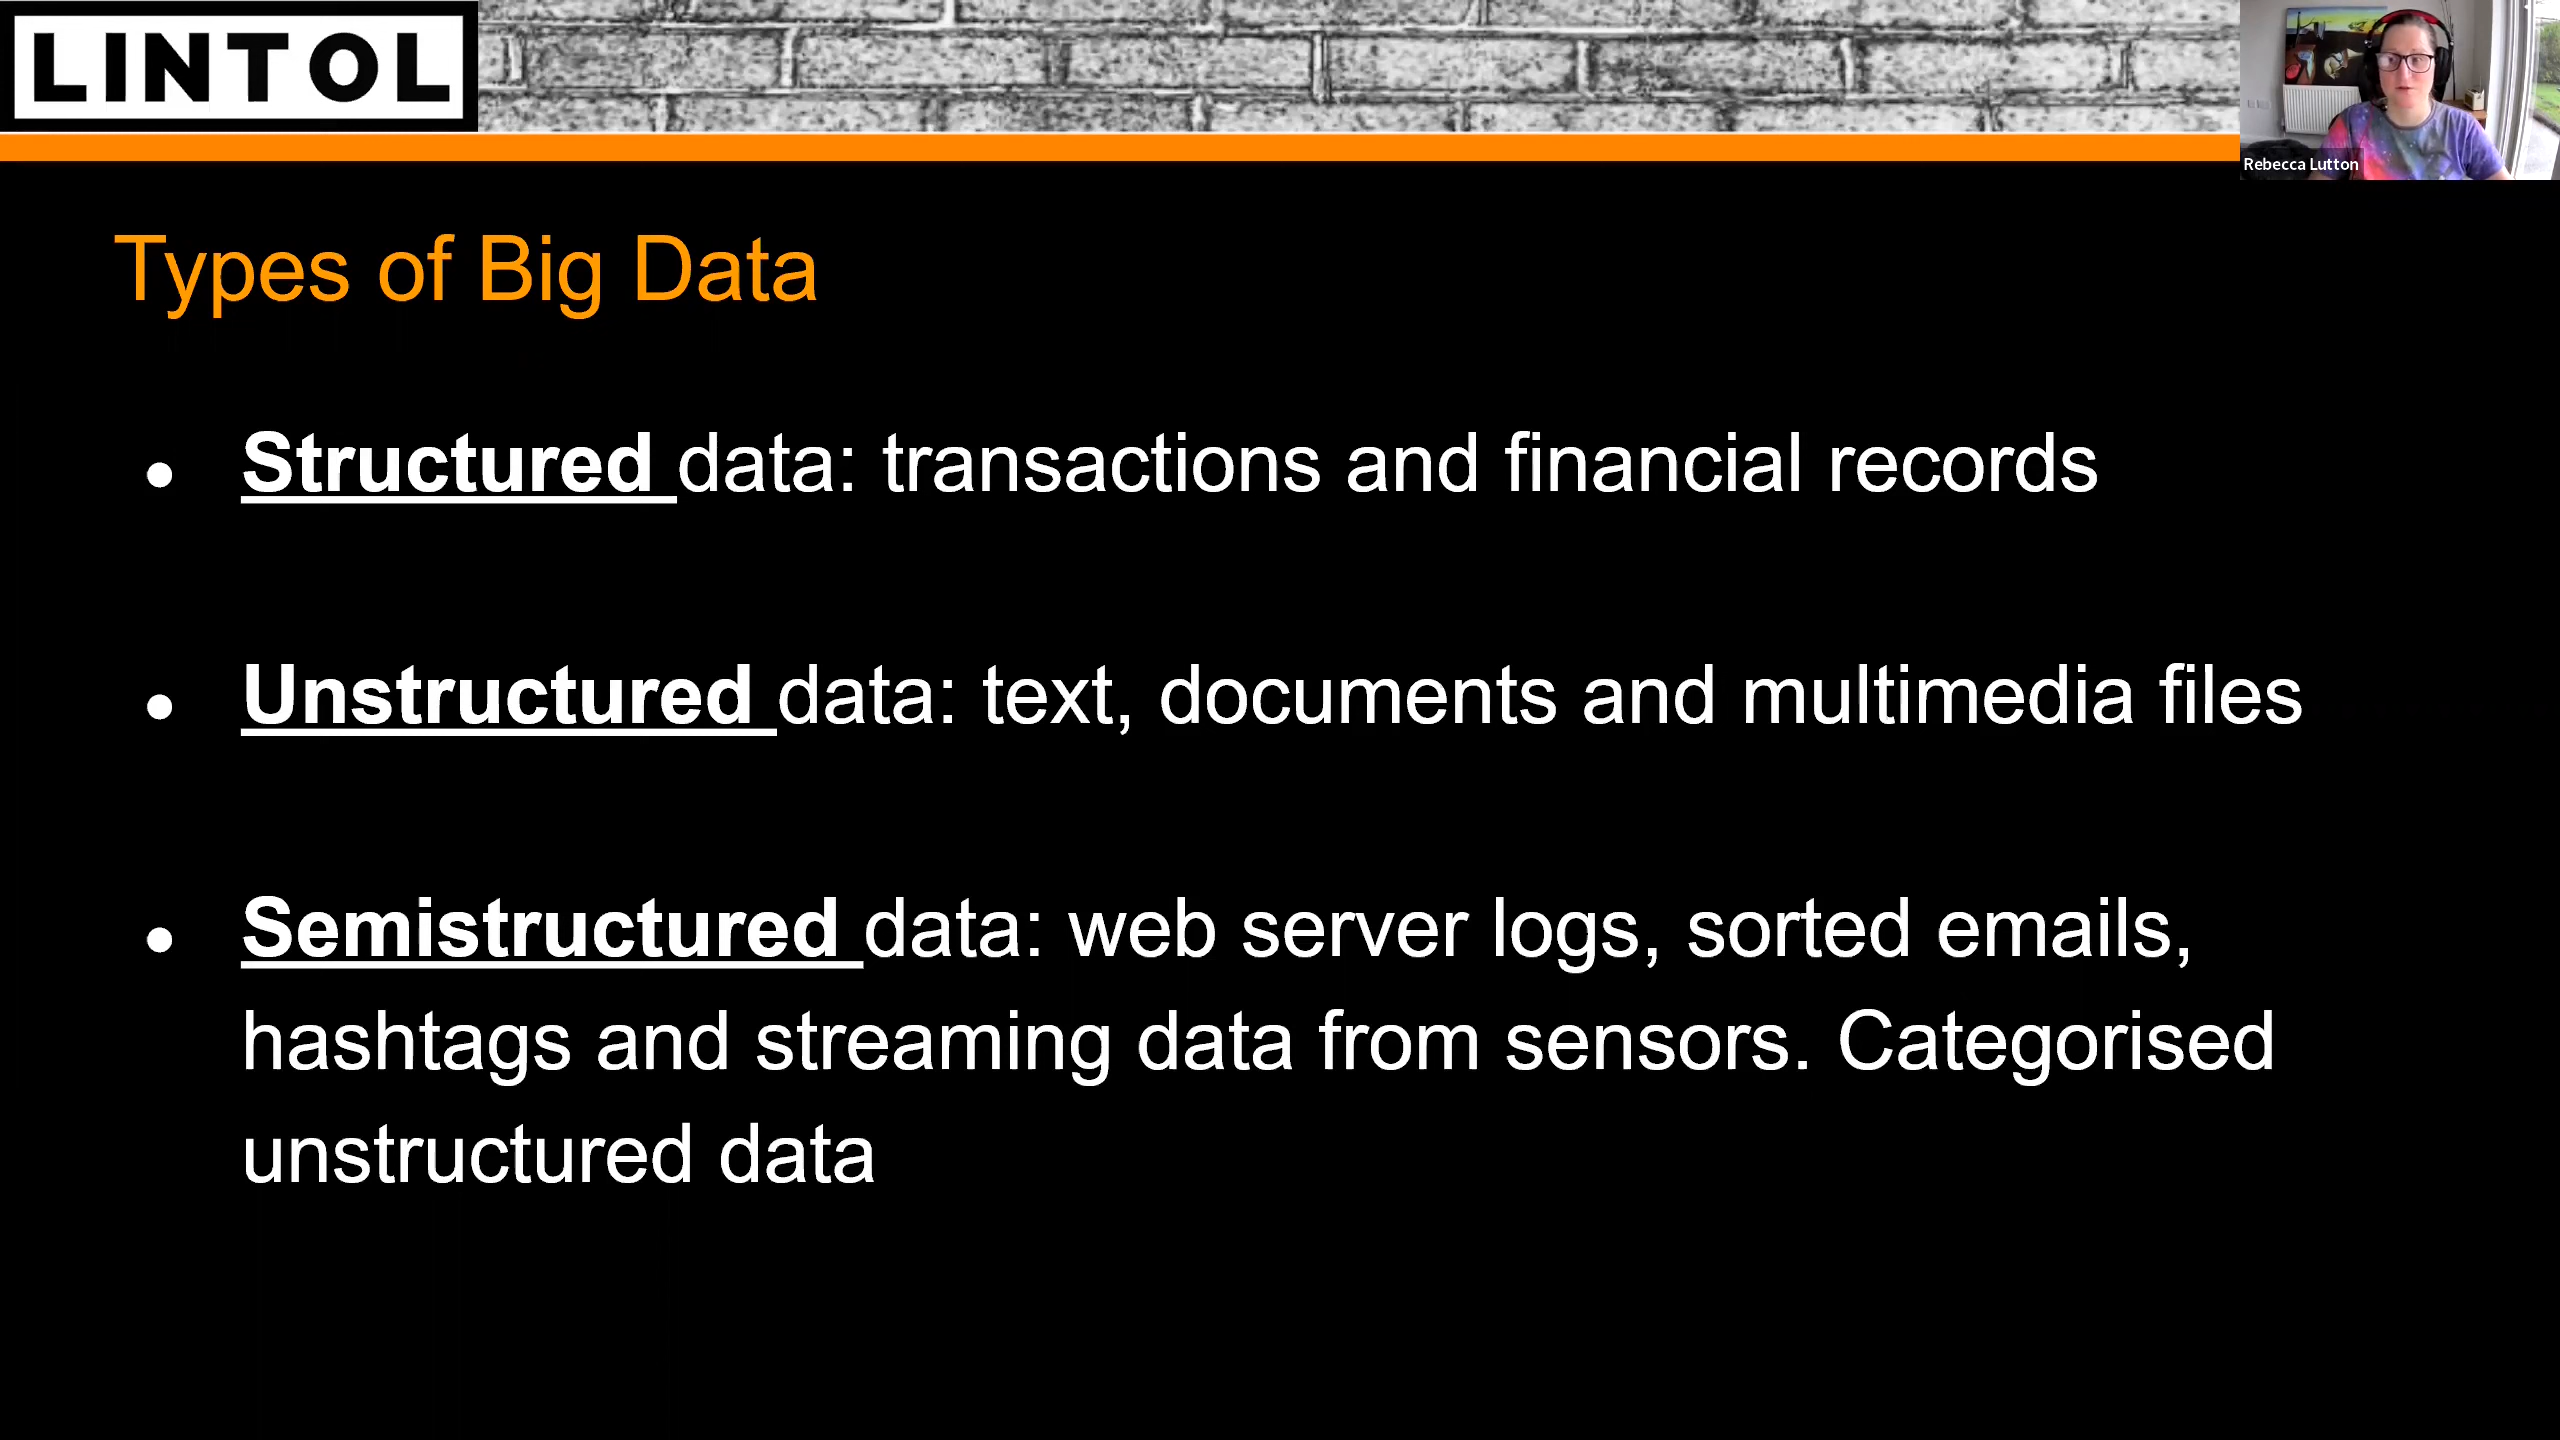 LINTOL
Rebecca Lutton
Types of Big Data
● Structured data: transactions and financial records
● Unstructured data: text, documents and multimedia files
● Semistructured data: web server logs, sorted emails,
hashtags and streaming data from sensors. Categorised
unstructured data